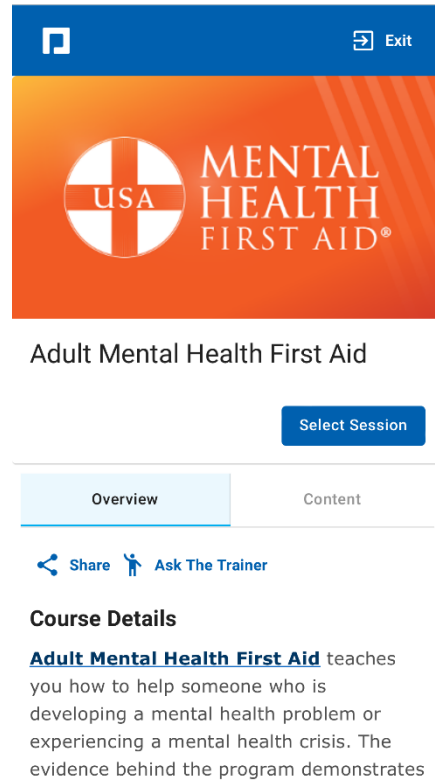 Exit
USA
MENTAL
HEALTH
FIRST AID®
Adult Mental Health First Aid
Select Session
Overview
Content
Share
Ask The Trainer
Course Details
Adult Mental Health First Aid teaches
you how to help someone who is
developing a mental health problem or
experiencing a mental health crisis. The
evidence behind the program demonstrates